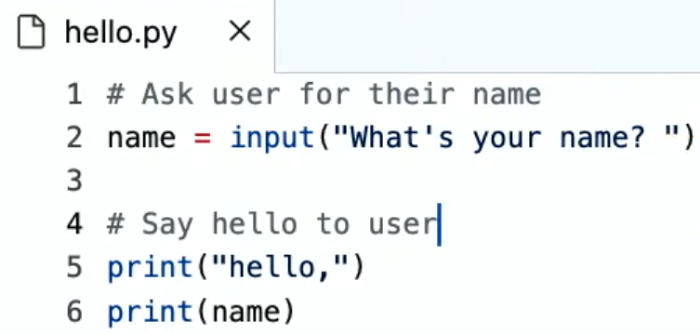 hello.py
1 # Ask user for their name
2 name = input("What's your name? ")
3
4 # Say hello to user
5 print("hello,")
6 print(name)